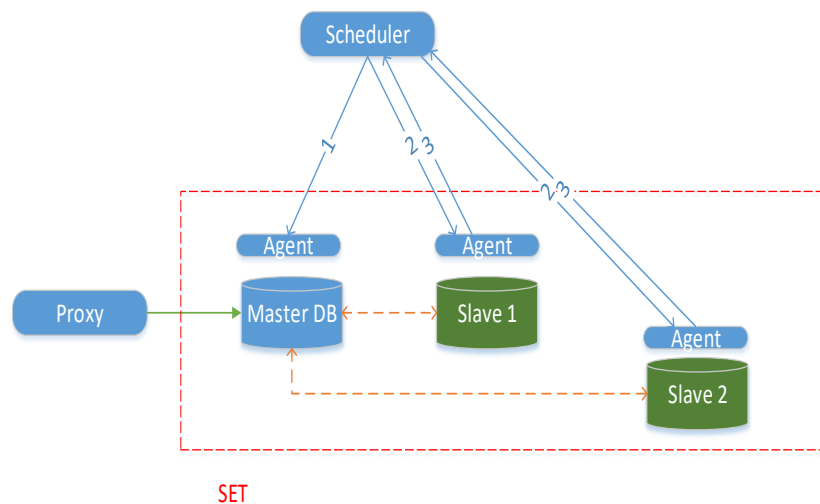 Scheduler
1
2
3
2
3
Agent
Agent
Proxy
Master DB
Slave 1
Agent
Slave 2
SET